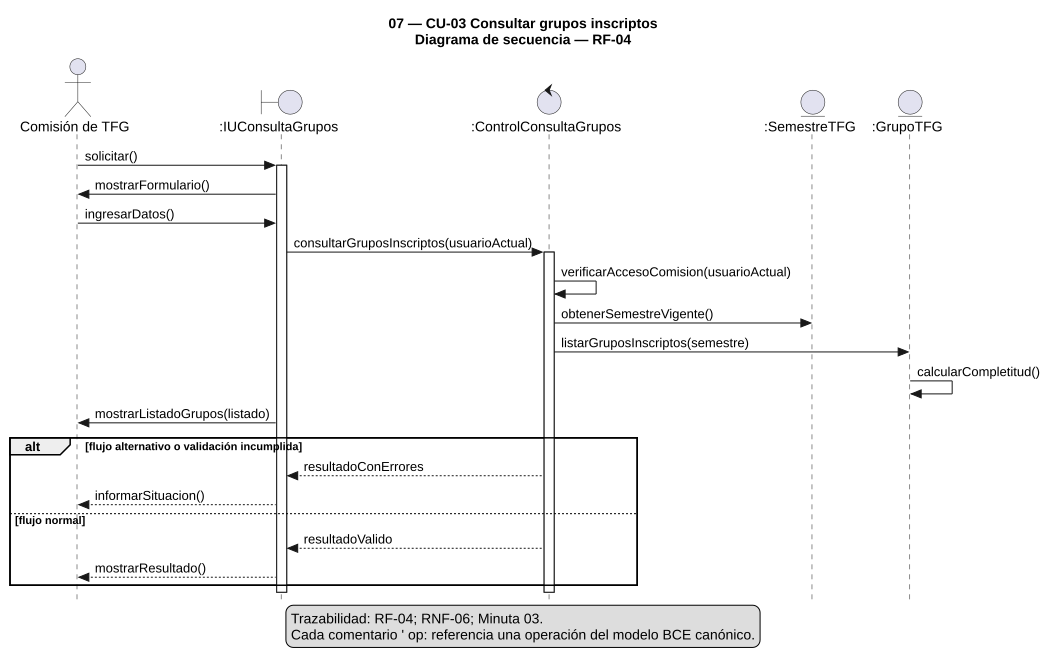 07 — CU-03 Consultar grupos inscriptos
Diagrama de secuencia — RF-04
Comisión de TFG
:IUConsultaGrupos
:ControlConsultaGrupos
:SemestreTFG
:GrupoTFG
solicitar()
mostrarFormulario()
ingresarDatos()
consultarGruposInscriptos(usuarioActual)
verificarAccesoComision(usuarioActual)
obtenerSemestreVigente()
listarGruposInscriptos(semestre)
calcularCompletitud()
mostrarListadoGrupos(listado)
alt
[flujo alternativo o validación incumplida]
resultadoConErrores
informarSituacion()
[flujo normal]
resultadoValido
mostrarResultado()
Trazabilidad: RF-04; RNF-06; Minuta 03.
Cada comentario ' op: referencia una operación del modelo BCE canónico.